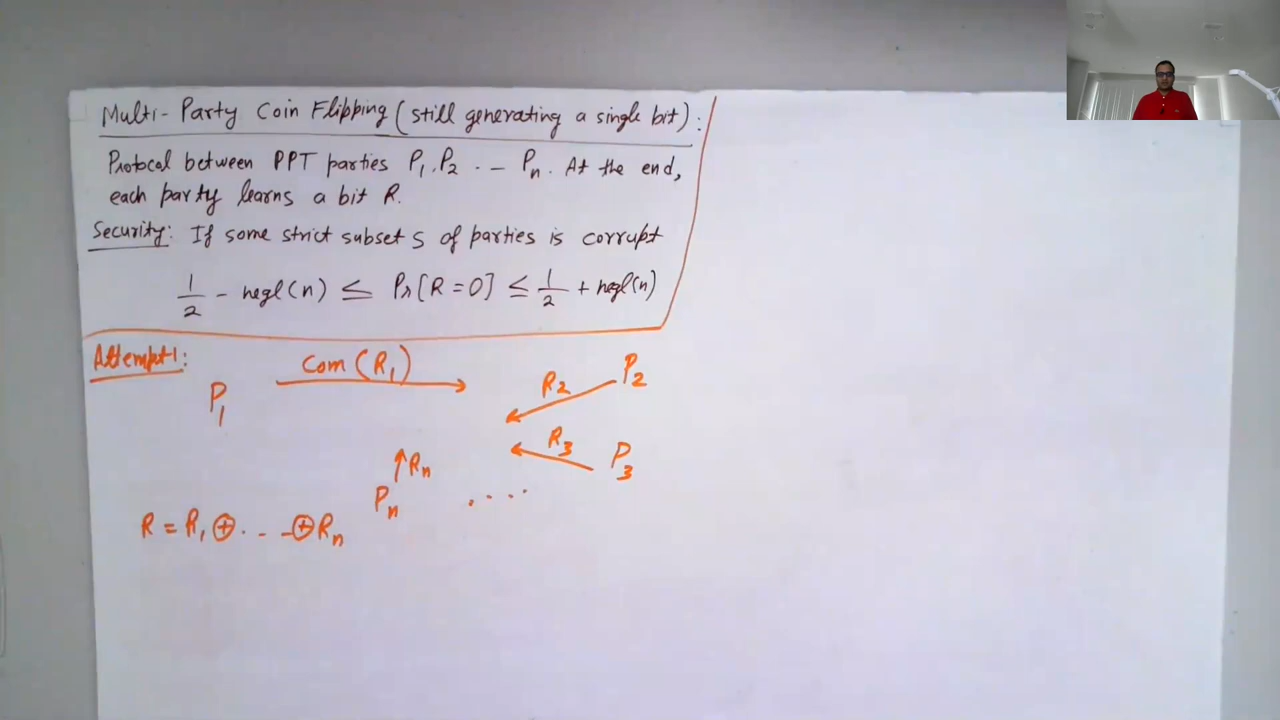 Multi-Party Coin Flipping (still generating a single bit):
Protocol between PPT parties P₁, P₂ . - Pₙ. At the end,
each party learns a bit R.
Security: If some strict subset S of parties is corrupt
1/2 - negl(n) ≤ Pr[R=0] ≤ 1/2 + negl(n)
Attempt 1:
P₁ Com(R₁) R₂ P₂
R₃ P₃
↑Rₙ
Pₙ . . . .
R = R₁ ⊕ . - - ⊕ Rₙ